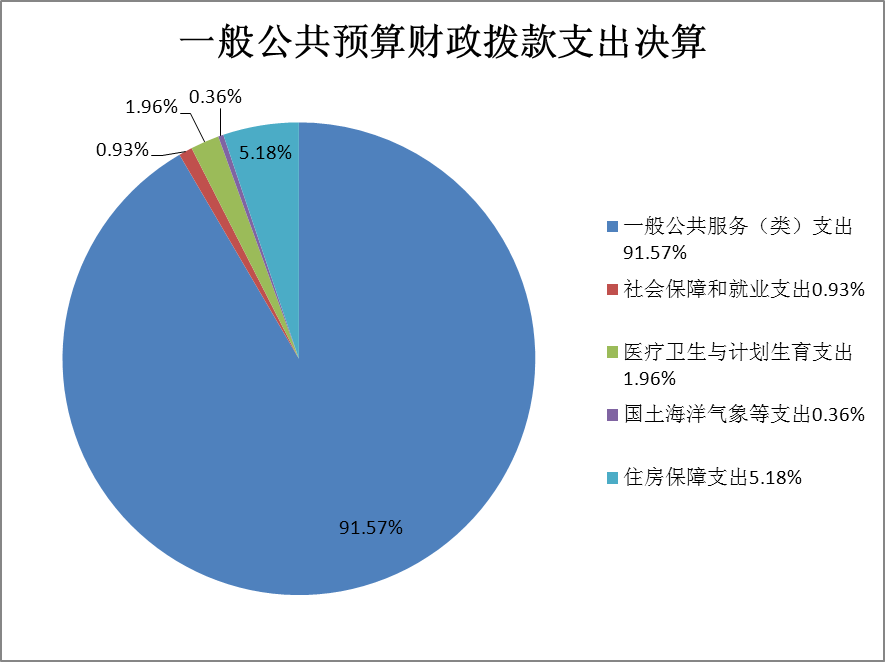 一般公共预算财政拨款支出决算
0.36%
1.96%
0.93%
5.18%
91.57%
一般公共服务（类）支出
91.57%
社会保障和就业支出0.93%
医疗卫生与计划生育支出
1.96%
国土海洋气象等支出0.36%
住房保障支出5.18%